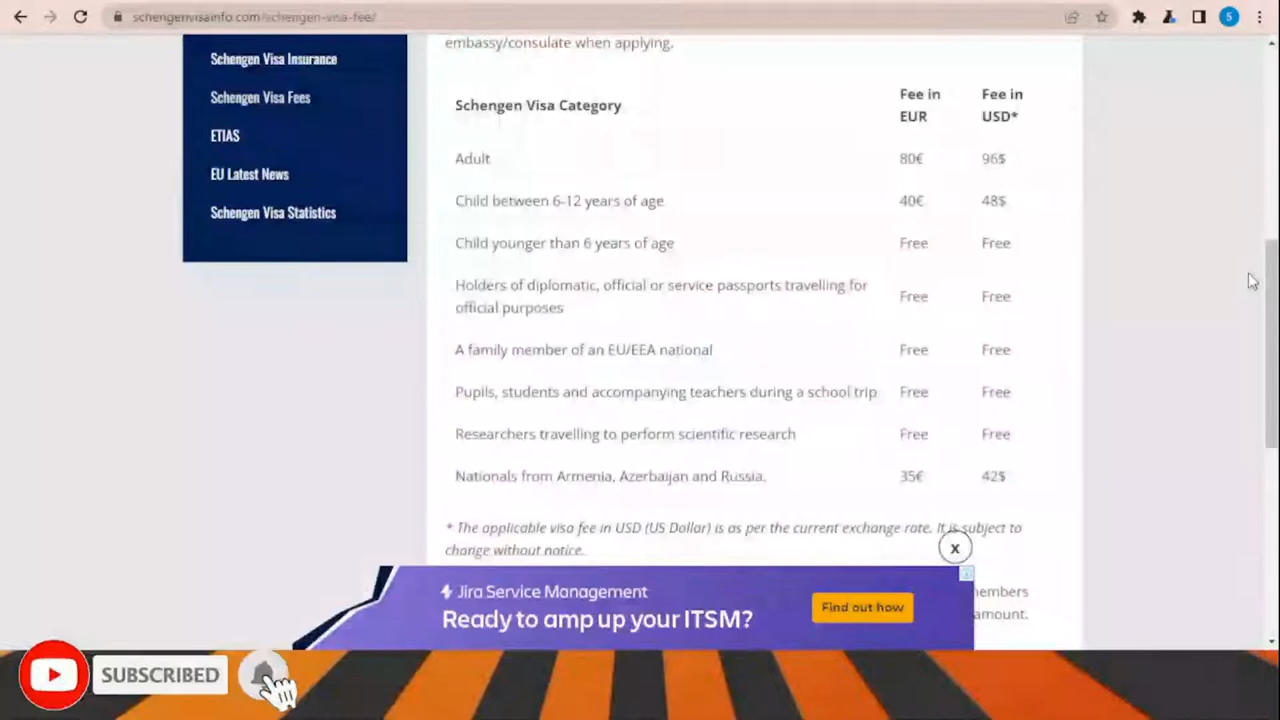 schengenvisainfo.com/schengen-visa-fee/
5
Schengen Visa Insurance
Schengen Visa Fees
ETIAS
EU Latest News
Schengen Visa Statistics
embassy/consulate when applying.
Schengen Visa Category Fee in EUR Fee in USD*
Adult 80€ 96$
Child between 6-12 years of age 40€ 48$
Child younger than 6 years of age Free Free
Holders of diplomatic, official or service passports travelling for
official purposes Free Free
A family member of an EU/EEA national Free Free
Pupils, students and accompanying teachers during a school trip Free Free
Researchers travelling to perform scientific research Free Free
Nationals from Armenia, Azerbaijan and Russia. 35€ 42$
* The applicable visa fee in USD (US Dollar) is as per the current exchange rate. It is subject to
change without notice.
X
Jira Service Management
Ready to amp up your ITSM?
Find out how
amount.
SUBSCRIBED